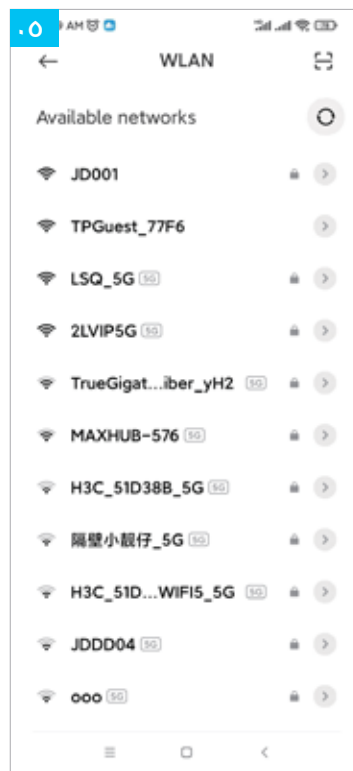 .٥ AM
WLAN
Available networks
JD001
TPGuest_77F6
LSQ_5G 5G
2LVIP5G 5G
TrueGigat...iber_yH2 5G
MAXHUB-576 5G
H3C_51D38B_5G 5G
隔壁小靓仔_5G 5G
H3C_51D...WIFI5_5G 5G
JDDD04 5G
ooo 5G